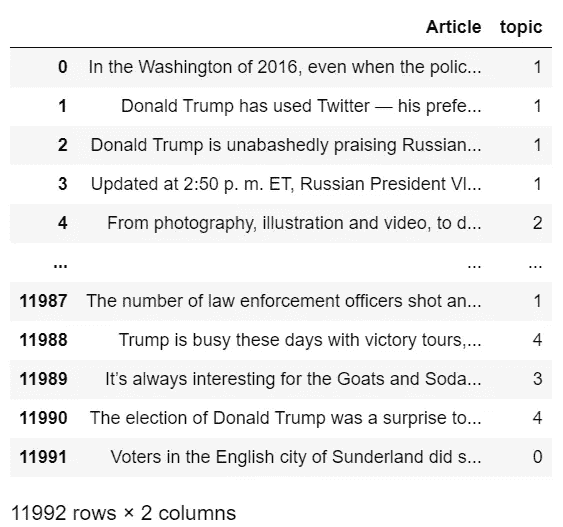 Article topic
0 In the Washington of 2016, even when the polic... 1
1 Donald Trump has used Twitter — his prefe... 1
2 Donald Trump is unabashedly praising Russian... 1
3 Updated at 2:50 p. m. ET, Russian President Vl... 1
4 From photography, illustration and video, to d... 2
... ... ...
11987 The number of law enforcement officers shot an... 1
11988 Trump is busy these days with victory tours,... 4
11989 It’s always interesting for the Goats and Soda... 3
11990 The election of Donald Trump was a surprise to... 4
11991 Voters in the English city of Sunderland did s... 0
11992 rows × 2 columns